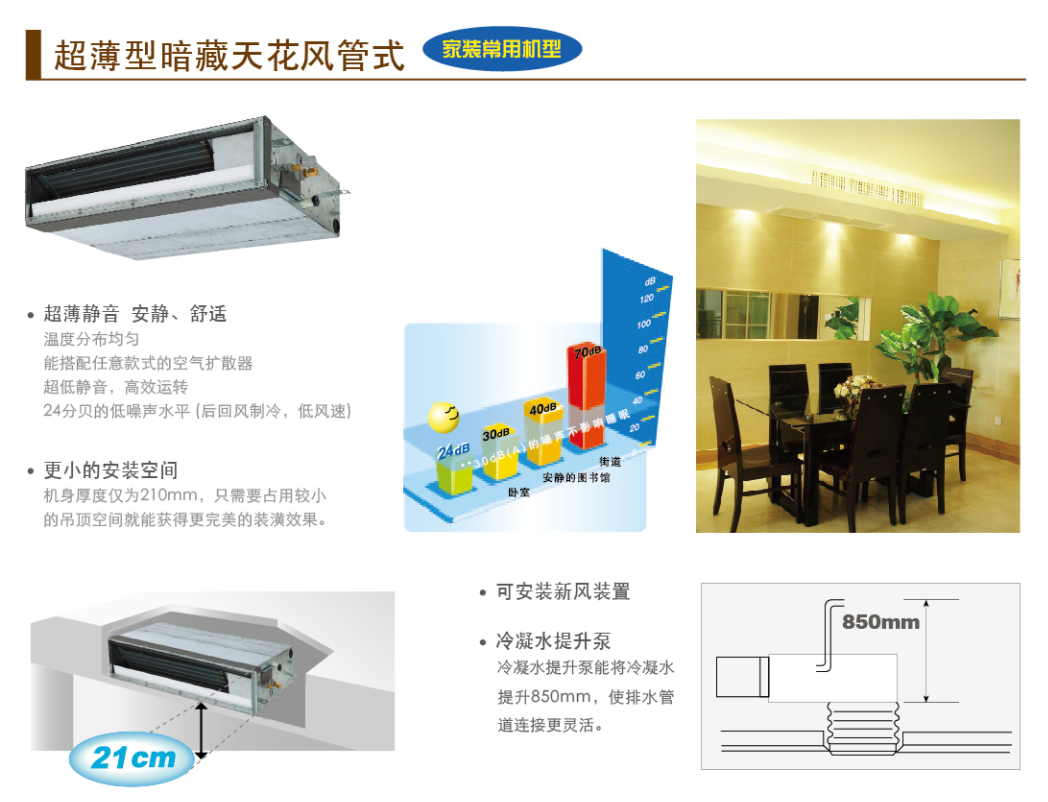 超薄型暗藏天花风管式
家装常用机型
• 超薄静音 安静、舒适
温度分布均匀
能搭配任意款式的空气扩散器
超低静音，高效运转
24分贝的低噪声水平 (后回风制冷，低风速)
• 更小的安装空间
机身厚度仅为210mm，只需要占用较小
的吊顶空间就能获得更完美的装潢效果。
dB
120
100
80
60
40
20
0
70dB
40dB
30dB
24dB
**30dB(A)的噪声不影响睡眠
街道
安静的图书馆
卧室
21cm
• 可安装新风装置
• 冷凝水提升泵
冷凝水提升泵能将冷凝水
提升850mm，使排水管
道连接更灵活。
850mm